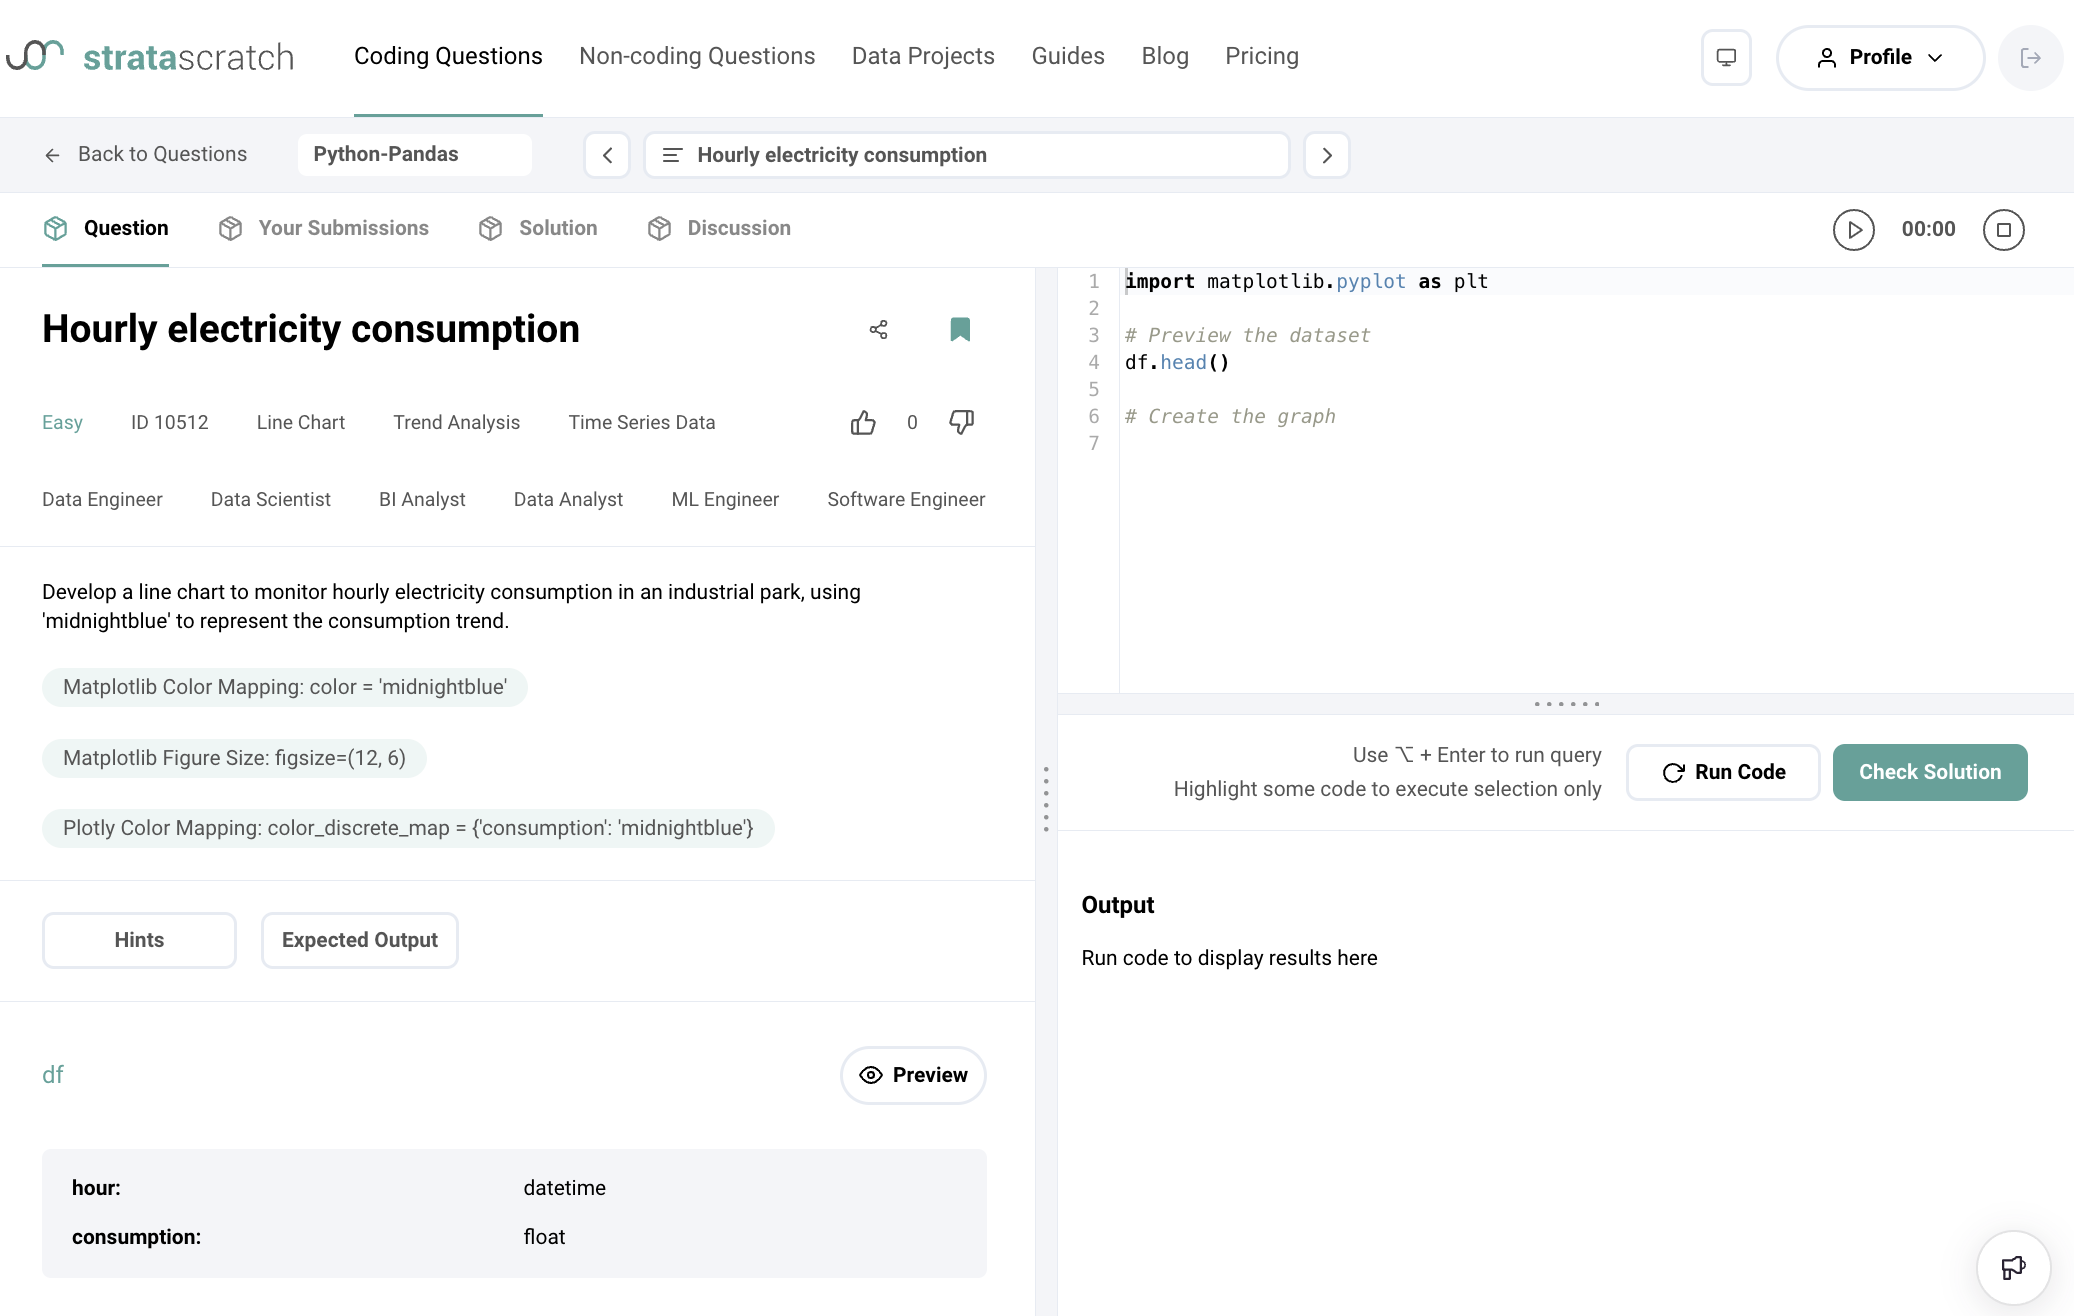 stratascratch
Coding Questions
Non-coding Questions
Data Projects
Guides
Blog
Pricing
Profile
Back to Questions
Python-Pandas
Hourly electricity consumption
Question
Your Submissions
Solution
Discussion
00:00
Hourly electricity consumption
Easy
ID 10512
Line Chart
Trend Analysis
Time Series Data
0
Data Engineer
Data Scientist
BI Analyst
Data Analyst
ML Engineer
Software Engineer
Develop a line chart to monitor hourly electricity consumption in an industrial park, using
'midnightblue' to represent the consumption trend.
Matplotlib Color Mapping: color = 'midnightblue'
Matplotlib Figure Size: figsize=(12, 6)
Plotly Color Mapping: color_discrete_map = {'consumption': 'midnightblue'}
Hints
Expected Output
df
Preview
hour: datetime
consumption: float
1 import matplotlib.pyplot as plt
2
3 # Preview the dataset
4 df.head()
5
6 # Create the graph
7
Use ⌥ + Enter to run query
Highlight some code to execute selection only
Run Code
Check Solution
Output
Run code to display results here